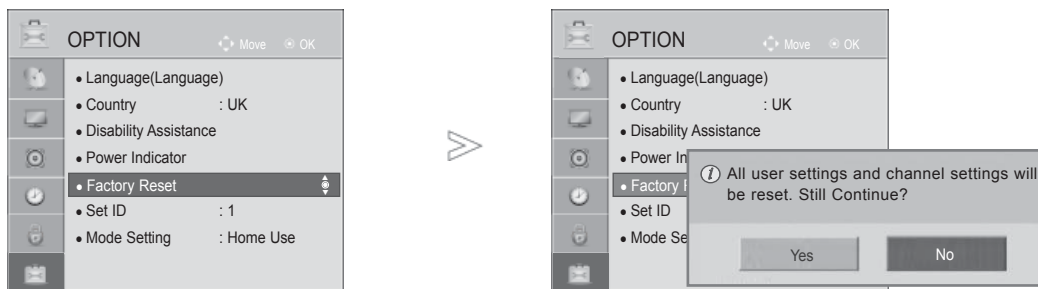 OPTION
Move
OK
• Language(Language)
• Country : UK
• Disability Assistance
• Power Indicator
• Factory Reset
• Set ID : 1
• Mode Setting : Home Use
OPTION
Move
OK
• Language(Language)
• Country : UK
• Disability Assistance
• Power In
• Factory R
• Set ID
• Mode Se
All user settings and channel settings will
be reset. Still Continue?
Yes
No